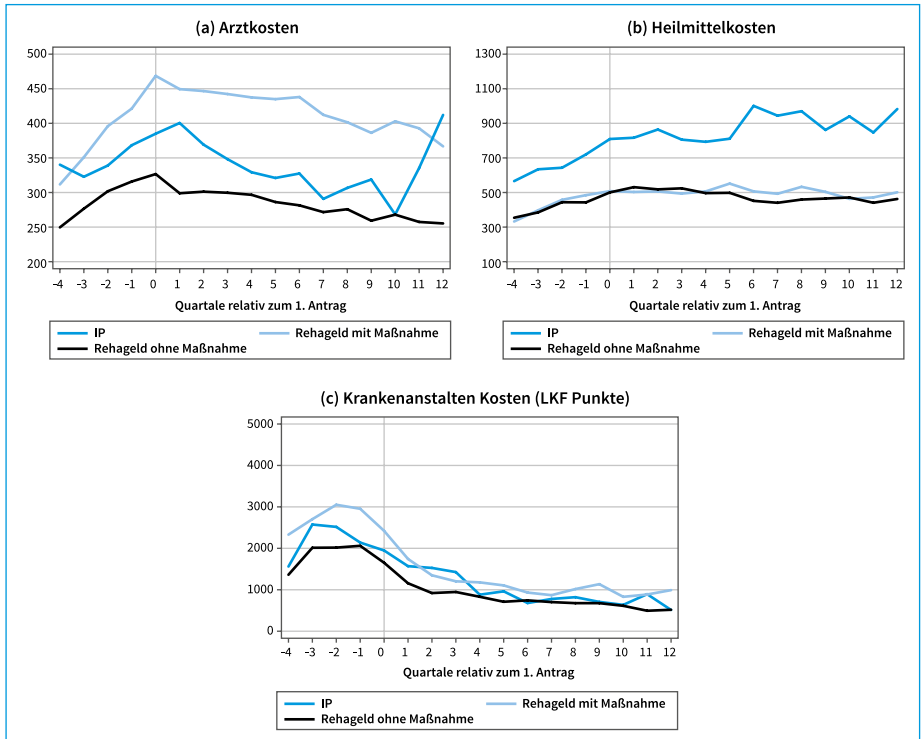 (a) Arztkosten
500
450
400
350
300
250
200
–4 –3 –2 –1 0 1 2 3 4 5 6 7 8 9 10 11 12
Quartale relativ zum 1. Antrag
IP Rehageld mit Maßnahme
Rehageld ohne Maßnahme
(b) Heilmittelkosten
1300
1100
900
700
500
300
100
–4 –3 –2 –1 0 1 2 3 4 5 6 7 8 9 10 11 12
Quartale relativ zum 1. Antrag
IP Rehageld mit Maßnahme
Rehageld ohne Maßnahme
(c) Krankenanstalten Kosten (LKF Punkte)
5000
4000
3000
2000
1000
0
–4 –3 –2 –1 0 1 2 3 4 5 6 7 8 9 10 11 12
Quartale relativ zum 1. Antrag
IP Rehageld mit Maßnahme
Rehageld ohne Maßnahme